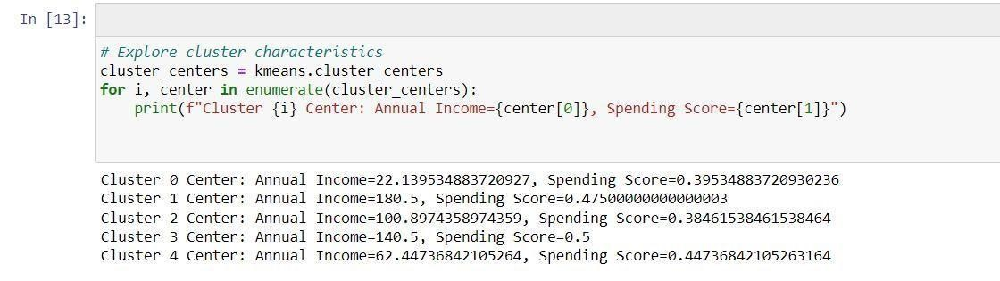 In [13]:
# Explore cluster characteristics
cluster_centers = kmeans.cluster_centers_
for i, center in enumerate(cluster_centers):
    print(f"Cluster {i} Center: Annual Income={center[0]}, Spending Score={center[1]}")
Cluster 0 Center: Annual Income=22.139534883720927, Spending Score=0.39534883720930236
Cluster 1 Center: Annual Income=180.5, Spending Score=0.47500000000000003
Cluster 2 Center: Annual Income=100.8974358974359, Spending Score=0.38461538461538464
Cluster 3 Center: Annual Income=140.5, Spending Score=0.5
Cluster 4 Center: Annual Income=62.44736842105264, Spending Score=0.44736842105263164